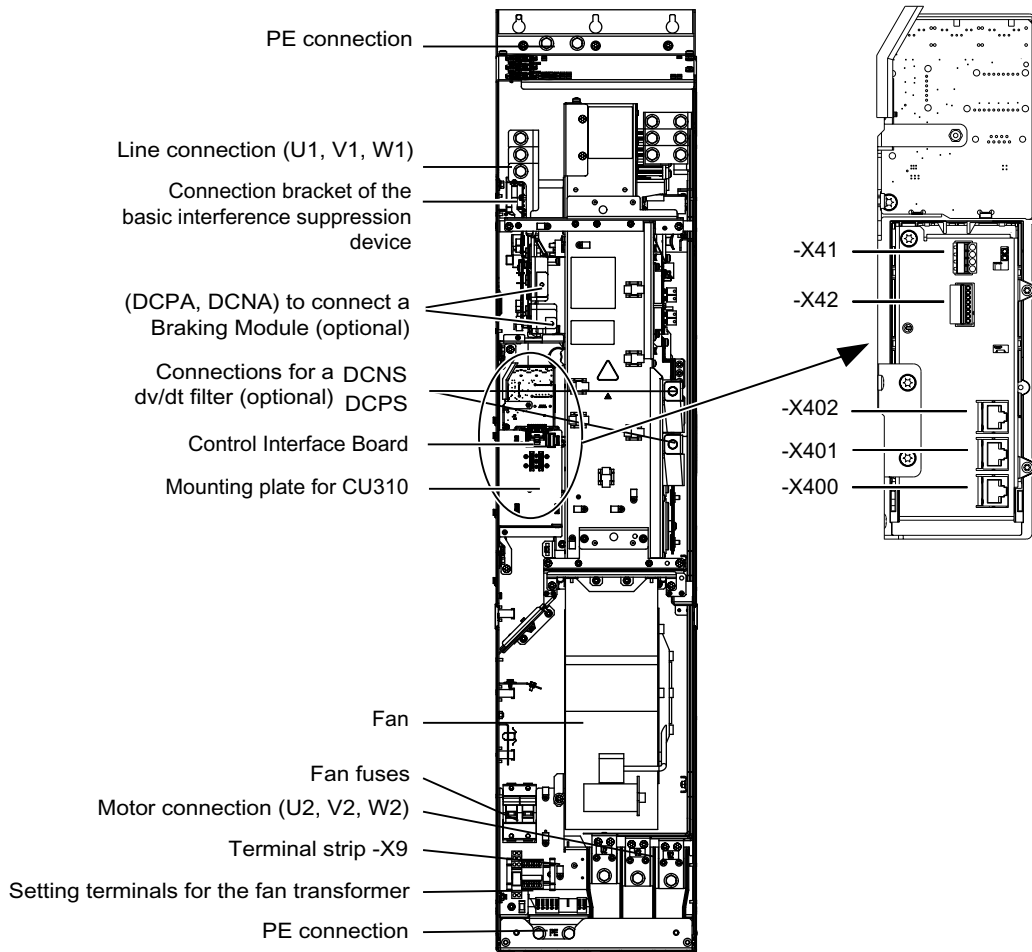 PE connection
Line connection (U1, V1, W1)
Connection bracket of the
basic interference suppression
device
(DCPA, DCNA) to connect a
Braking Module (optional)
Connections for a DCNS
dv/dt filter (optional) DCPS
Control Interface Board
Mounting plate for CU310
Fan
Fan fuses
Motor connection (U2, V2, W2)
Terminal strip -X9
Setting terminals for the fan transformer
PE connection
PE
-X41
-X42
-X402
-X401
-X400